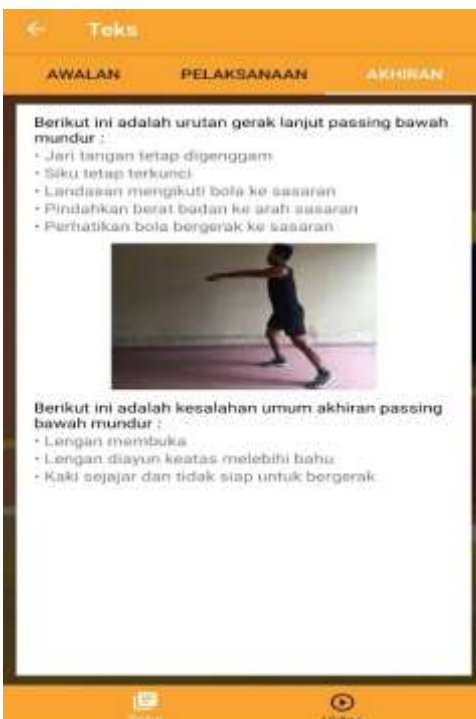 Teks
AWALAN PELAKSANAAN AKHIRAN
Berikut ini adalah urutan gerak lanjut passing bawah
mundur :
• Jari tangan tetap digenggam
• Siku tetap terkunci
• Landasan mengikuti bola ke sasaran
• Pindahkan berat badan ke arah sasaran
• Perhatikan bola bergerak ke sasaran
Berikut ini adalah kesalahan umum akhiran passing
bawah mundur :
• Lengan membuka
• Lengan diayun keatas melebihi bahu
• Kaki sejajar dan tidak siap untuk bergerak